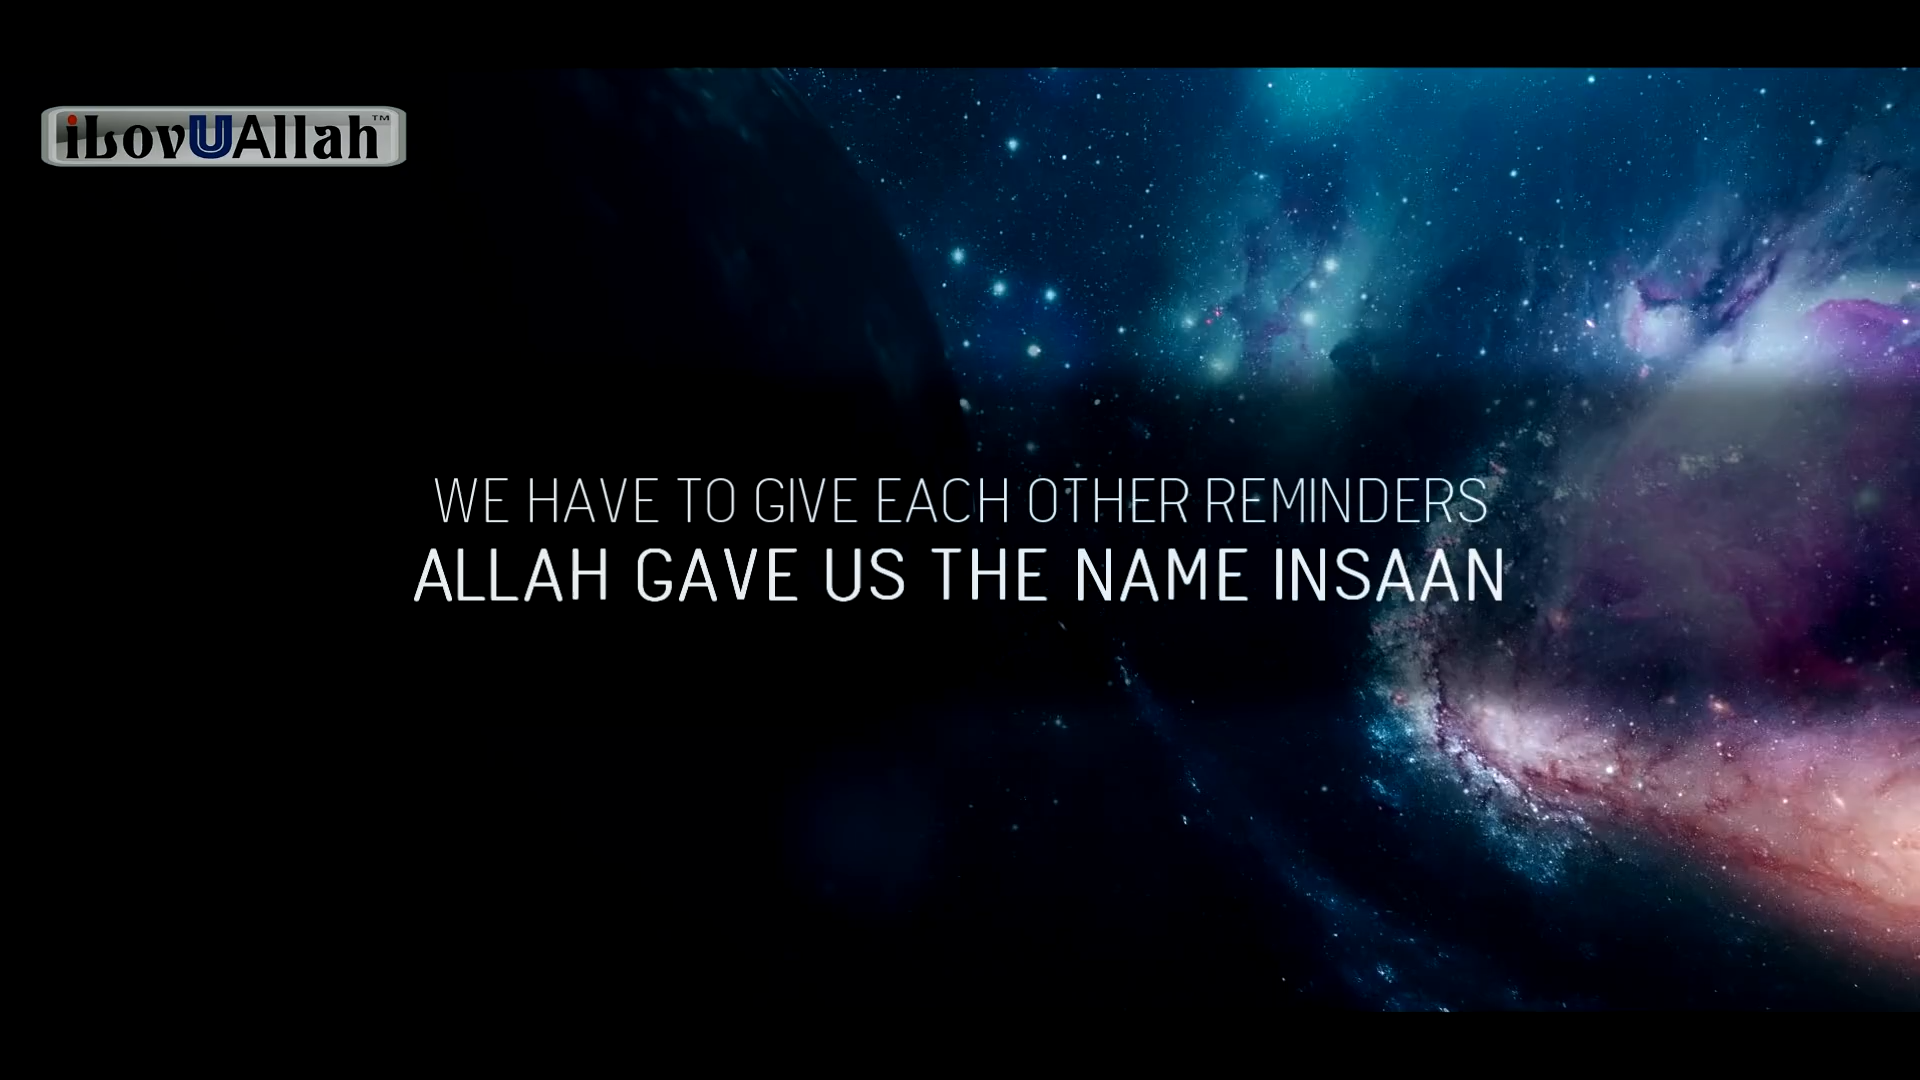 iLovUAllah™
WE HAVE TO GIVE EACH OTHER REMINDERS
ALLAH GAVE US THE NAME INSAAN